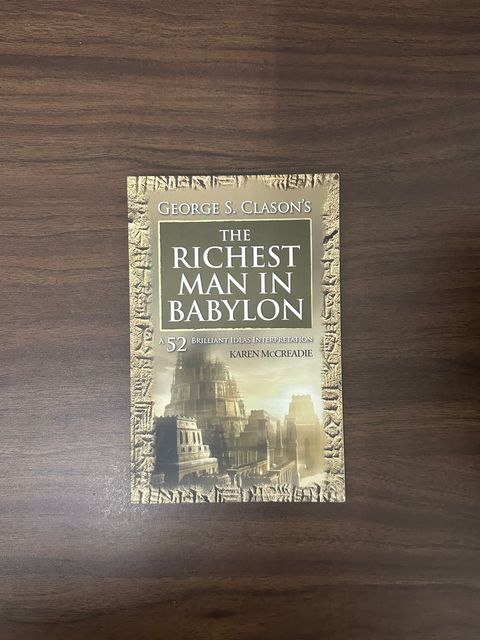 GEORGE S. CLASON'S
THE
RICHEST
MAN IN
BABYLON
A 52 BRILLIANT IDEAS INTERPRETATION
KAREN MCCREADIE